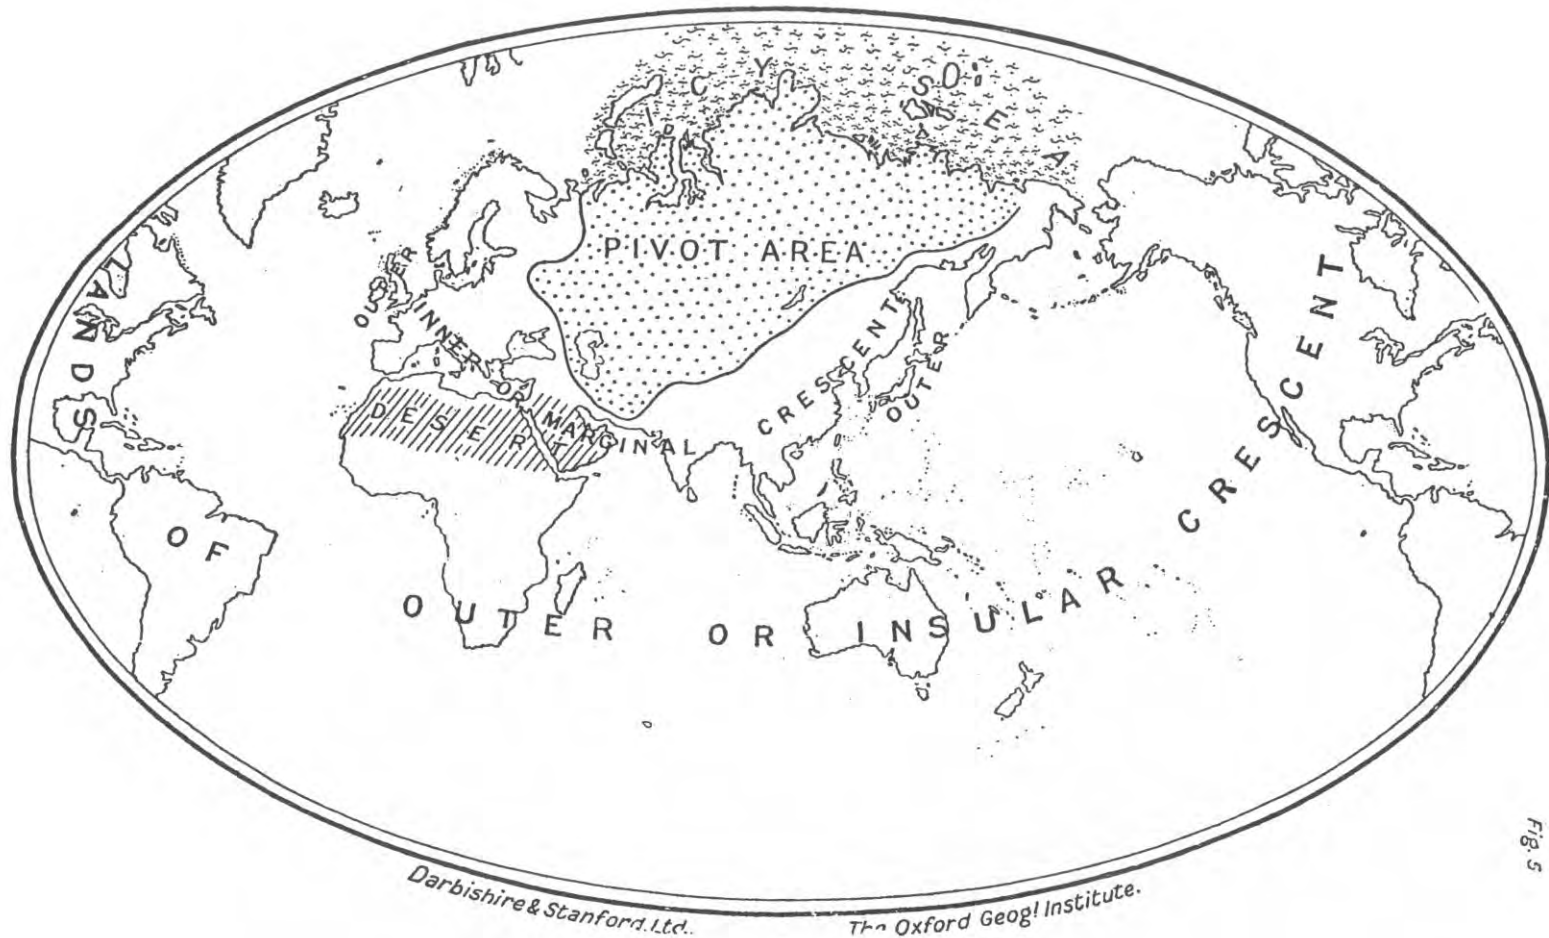 ICY SEA
PIVOT AREA
OUTER
INNER OR MARGINAL CRESCENT
OUTER
DESERT
LANDS OF OUTER OR INSULAR CRESCENT
Fig. 5
Darbishire & Stanford, Ltd.
The Oxford Geogl Institute.